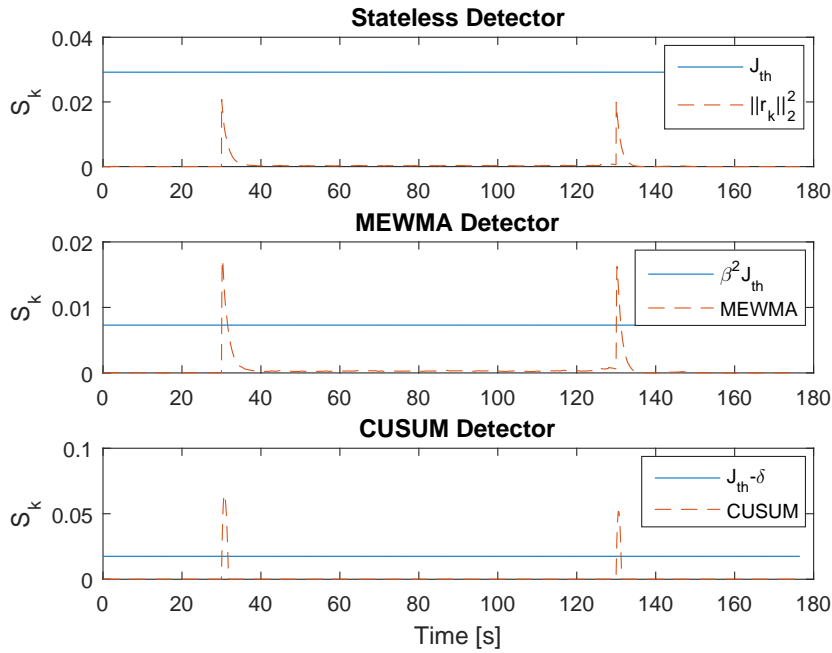 Stateless Detector
0.04
0.02
0
S_k
J_th
||r_k||_2^2
0 20 40 60 80 100 120 140 160 180
MEWMA Detector
0.02
0.01
0
S_k
β^2 J_th
MEWMA
0 20 40 60 80 100 120 140 160 180
CUSUM Detector
0.1
0.05
0
S_k
J_th-δ
CUSUM
0 20 40 60 80 100 120 140 160 180
Time [s]